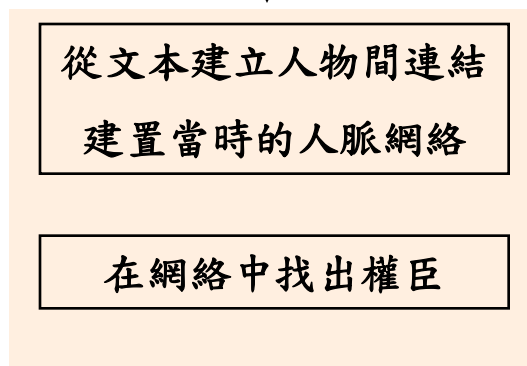 從文本建立人物間連結
建置當時的人脈網絡
在網絡中找出權臣